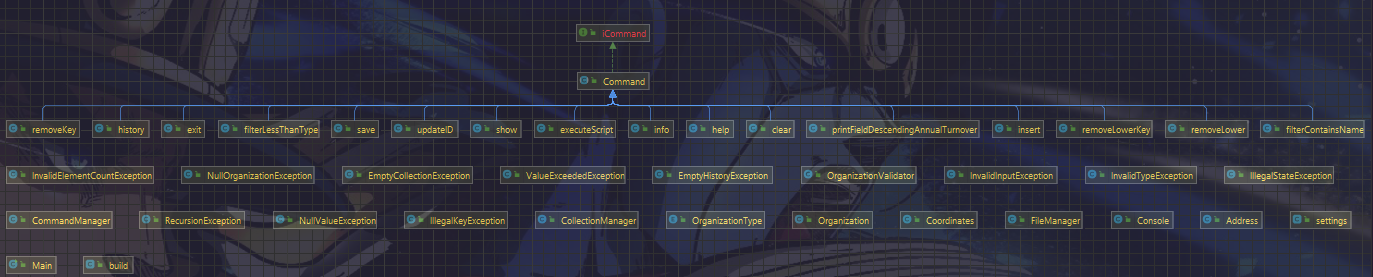 iCommand
Command
removeKey history exit filterLessThanType save updateID show executeScript info help clear printFieldDescendingAnnualTurnover insert removeLowerKey removeLower filterContainsName
InvalidElementCountException NullOrganizationException EmptyCollectionException ValueExceededException EmptyHistoryException OrganizationValidator InvalidInputException InvalidTypeException IllegalStateException
CommandManager RecursionException NullValueException IllegalKeyException CollectionManager OrganizationType Organization Coordinates FileManager Console Address settings
Main build